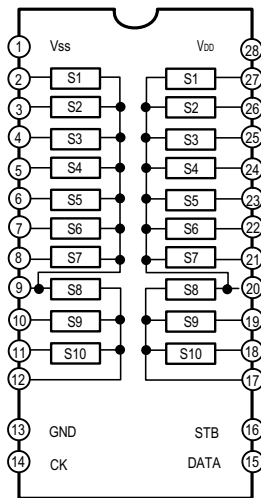 1 Vss VDD 28
2 S1 S1 27
3 S2 S2 26
4 S3 S3 25
5 S4 S4 24
6 S5 S5 23
7 S6 S6 22
8 S7 S7 21
9 S8 S8 20
10 S9 S9 19
11 S10 S10 18
12 17
13 GND STB 16
14 CK DATA 15